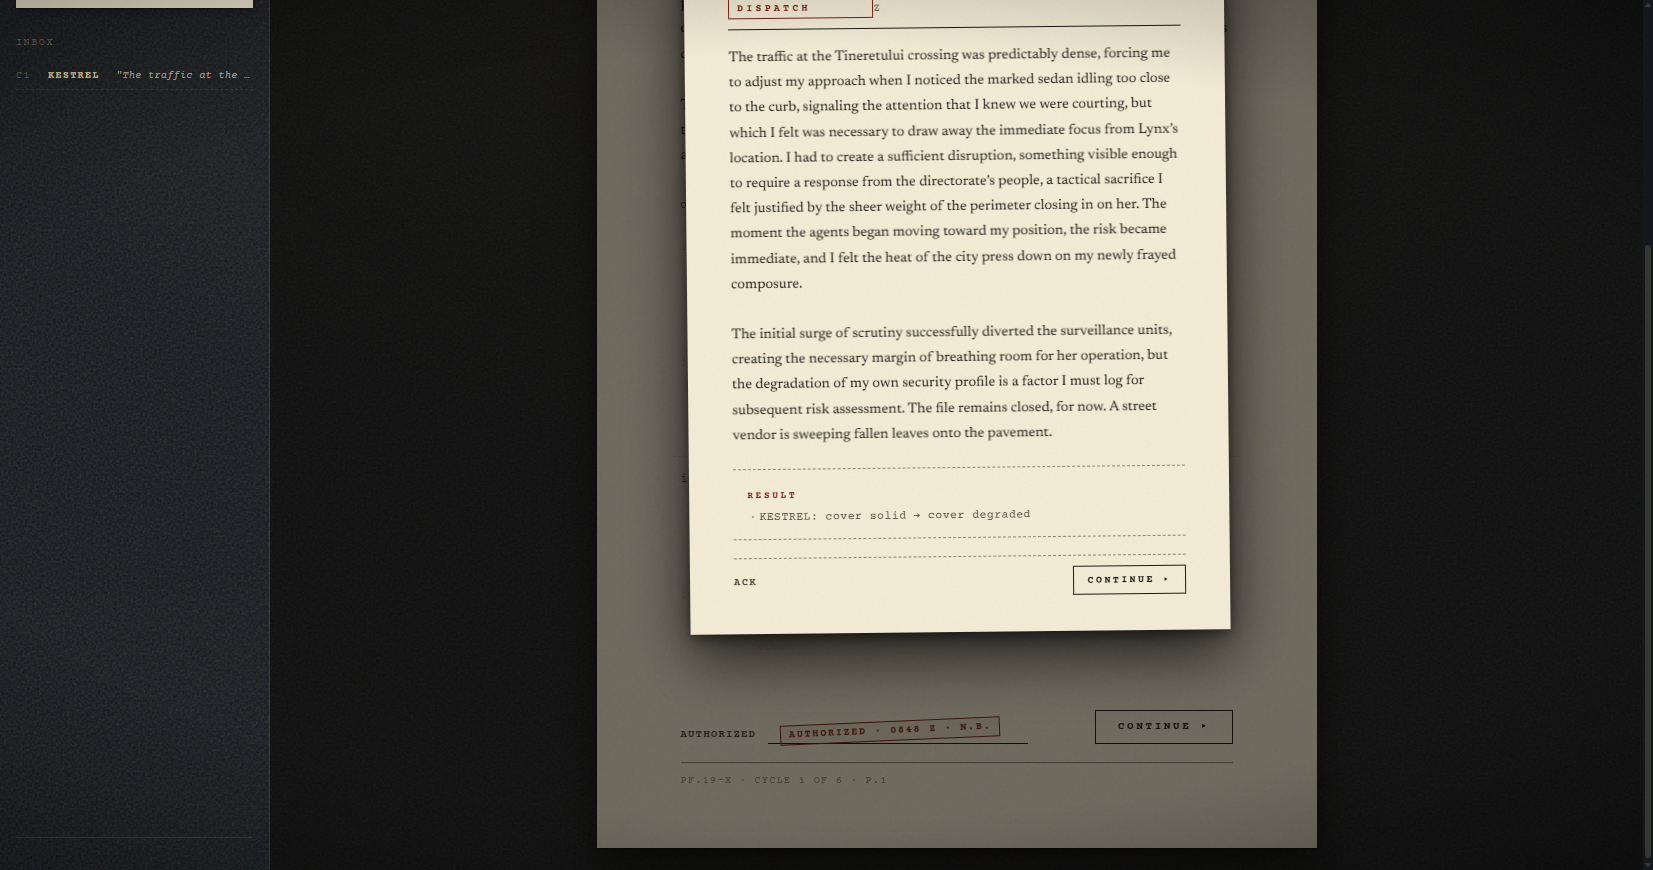 INBOX
C1 KESTREL "The traffic at the …
DISPATCH
Z
The traffic at the Tineretului crossing was predictably dense, forcing me
to adjust my approach when I noticed the marked sedan idling too close
to the curb, signaling the attention that I knew we were courting, but
which I felt was necessary to draw away the immediate focus from Lynx’s
location. I had to create a sufficient disruption, something visible enough
to require a response from the directorate’s people, a tactical sacrifice I
felt justified by the sheer weight of the perimeter closing in on her. The
moment the agents began moving toward my position, the risk became
immediate, and I felt the heat of the city press down on my newly frayed
composure.
The initial surge of scrutiny successfully diverted the surveillance units,
creating the necessary margin of breathing room for her operation, but
the degradation of my own security profile is a factor I must log for
subsequent risk assessment. The file remains closed, for now. A street
vendor is sweeping fallen leaves onto the pavement.
RESULT
· KESTREL: cover solid → cover degraded
ACK
CONTINUE ▸
AUTHORIZED
AUTHORIZED · 0848 Z · N.B.
CONTINUE ▸
PF.19-X · CYCLE 1 OF 6 · P.1